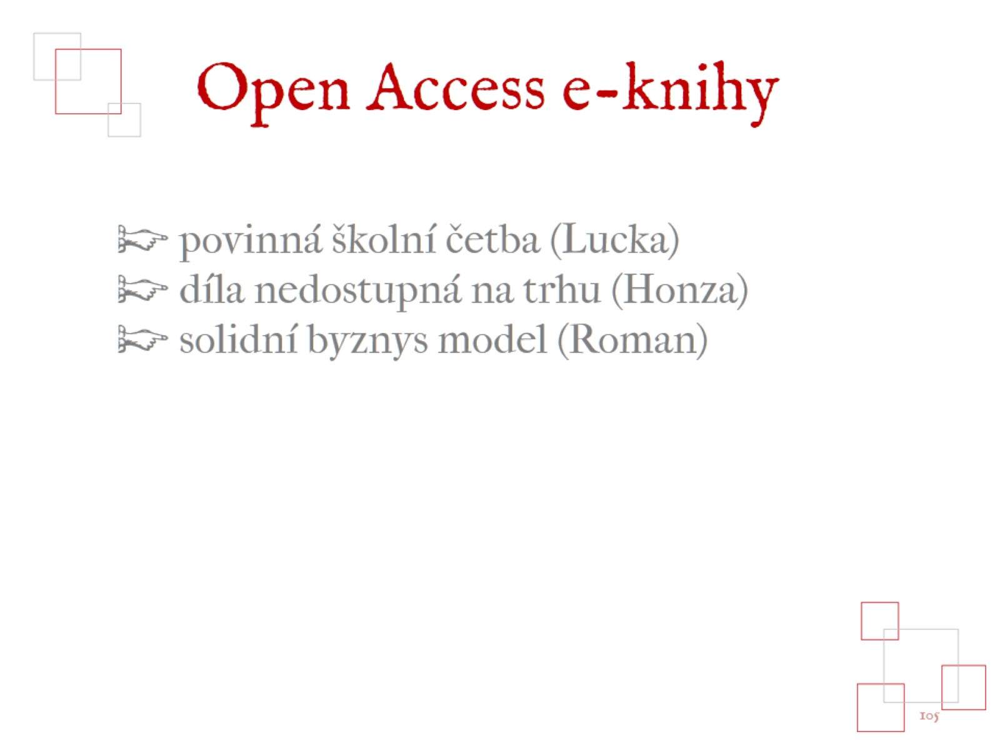 Open Access e-knihy
☞ povinná školní četba (Lucka)
☞ díla nedostupná na trhu (Honza)
☞ solidní byznys model (Roman)
105